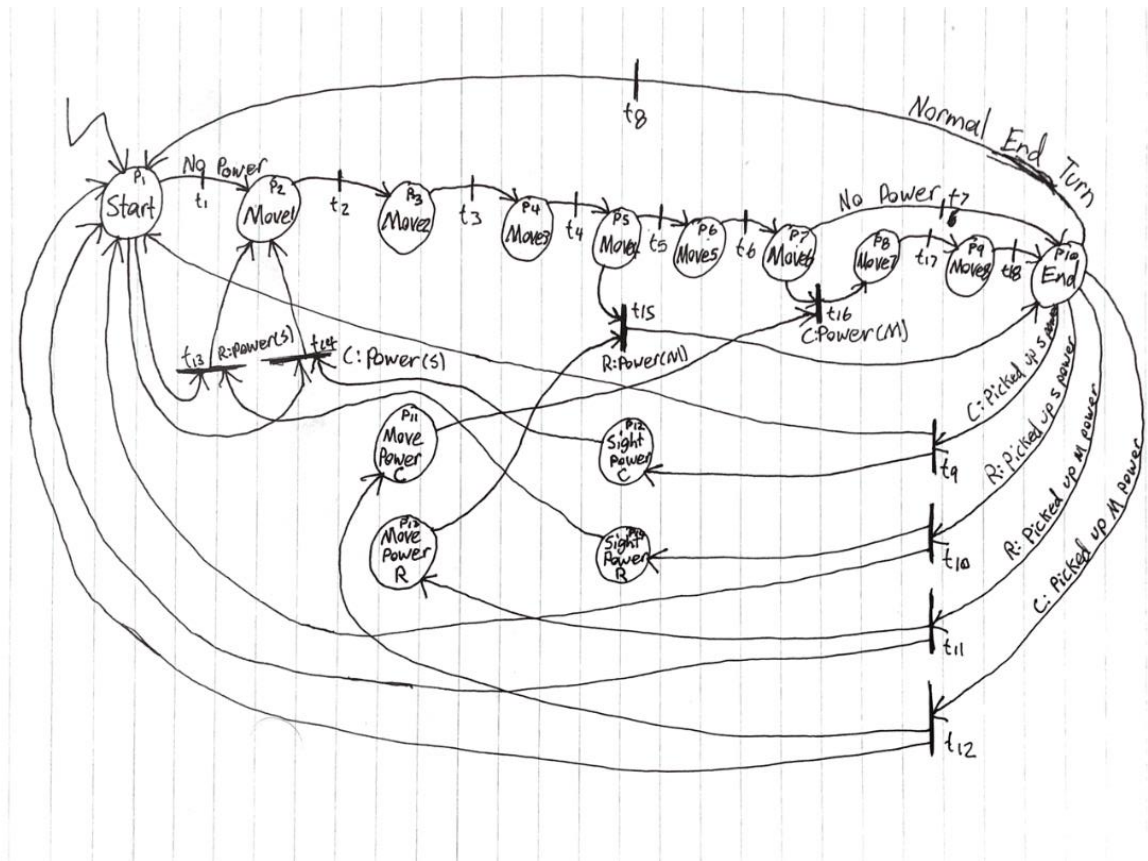 t8
Normal End Turn
P1
Start
No Power
t1
P2
Move1
t2
P3
Move2
t3
P4
Move3
t4
P5
Move4
t5
P6
Move5
t6
P7
Move6
No Power
t7
P8
Move7
t17
P9
Move8
t18
P10
End
t13
R:Power(S)
t14
C:Power(S)
t15
R:Power(M)
t16
C:Power(M)
P11
Move
Power
C
P12
Sight
Power
C
Move
Power
R
Sight
Power
R
C:Picked up S power
t9
R:Picked up S power
t10
R:Picked up M power
t11
C:Picked up M power
t12